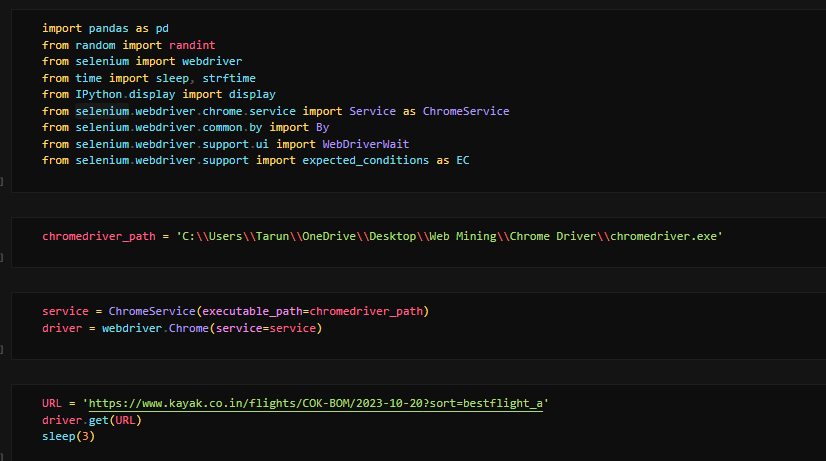 import pandas as pd
from random import randint
from selenium import webdriver
from time import sleep, strftime
from IPython.display import display
from selenium.webdriver.chrome.service import Service as ChromeService
from selenium.webdriver.common.by import By
from selenium.webdriver.support.ui import WebDriverWait
from selenium.webdriver.support import expected_conditions as EC
]
chromedriver_path = 'C:\\Users\\Tarun\\OneDrive\\Desktop\\Web Mining\\Chrome Driver\\chromedriver.exe'
]
service = ChromeService(executable_path=chromedriver_path)
driver = webdriver.Chrome(service=service)
]
URL = 'https://www.kayak.co.in/flights/COK-BOM/2023-10-20?sort=bestflight_a'
driver.get(URL)
sleep(3)
]